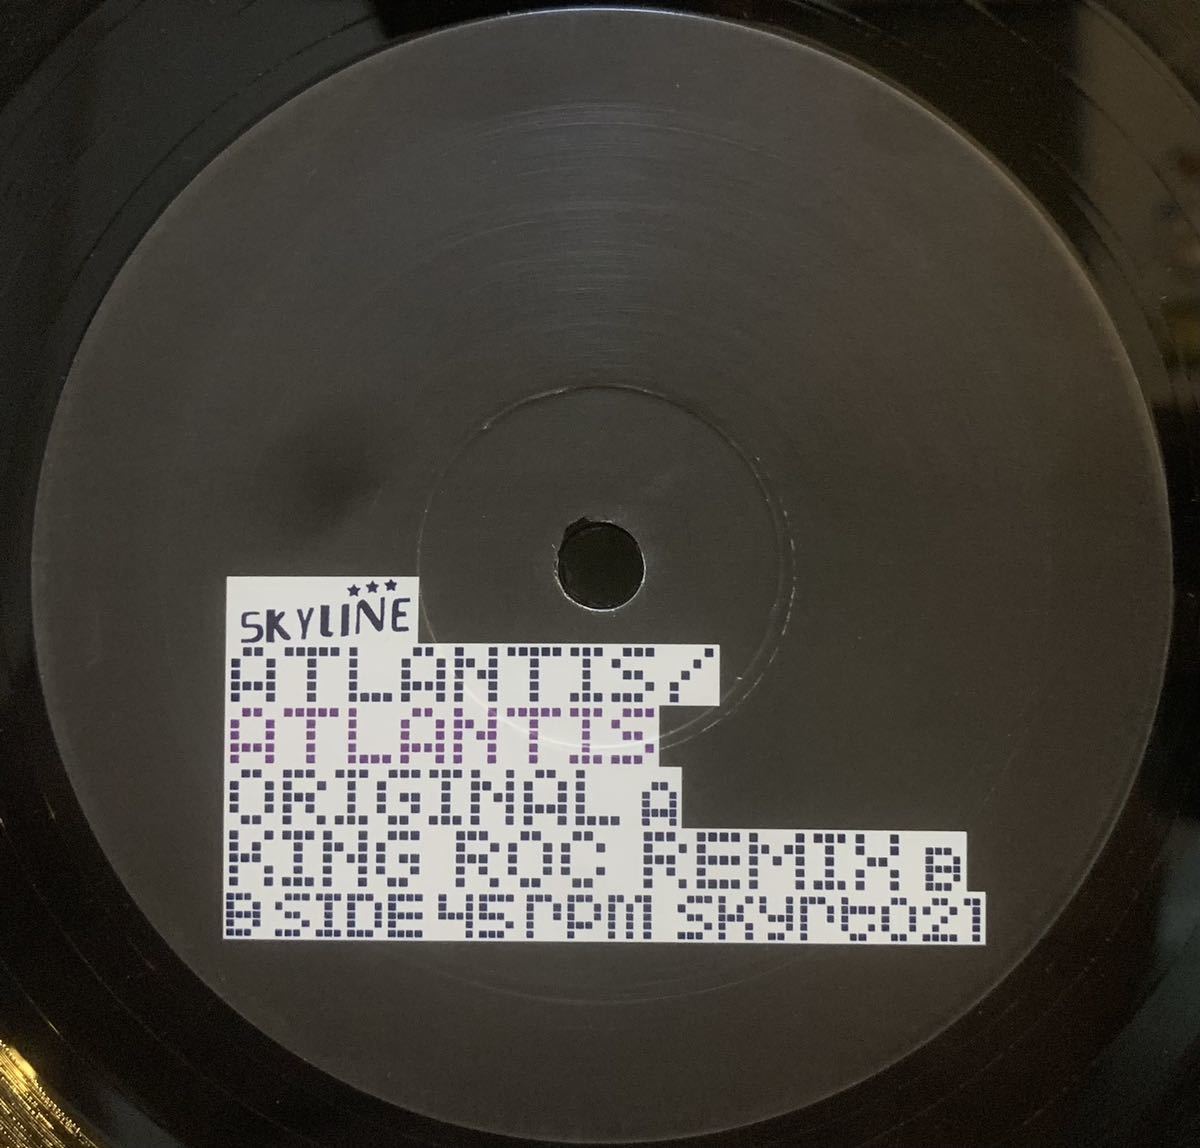 SKYLINE
ATLANTIS/
ATLANTIS
ORIGINAL A
KING ROC REMIX B
B SIDE 45rpm skyrt021